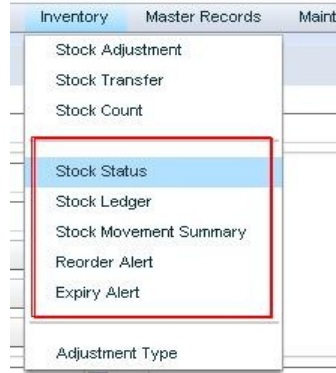 Inventory Master Records Maint
Stock Adjustment
Stock Transfer
Stock Count
Stock Status
Stock Ledger
Stock Movement Summary
Reorder Alert
Expiry Alert
Adjustment Type